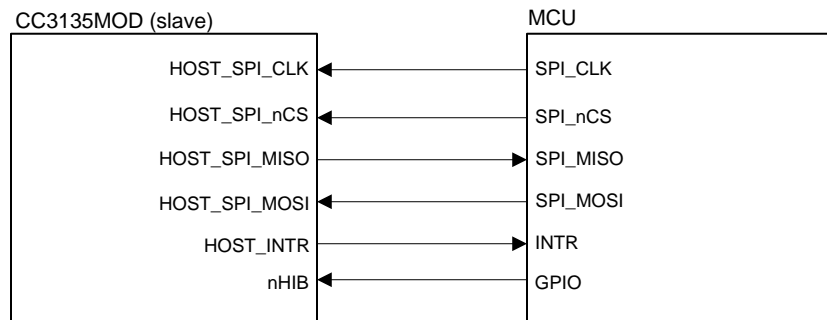 CC3135MOD (slave) MCU
HOST_SPI_CLK SPI_CLK
HOST_SPI_nCS SPI_nCS
HOST_SPI_MISO SPI_MISO
HOST_SPI_MOSI SPI_MOSI
HOST_INTR INTR
nHIB GPIO